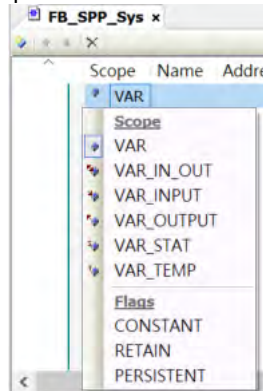 FB_SPP_Sys ×
Scope Name Addre
VAR
Scope
VAR
VAR_IN_OUT
VAR_INPUT
VAR_OUTPUT
VAR_STAT
VAR_TEMP
Flags
CONSTANT
RETAIN
PERSISTENT